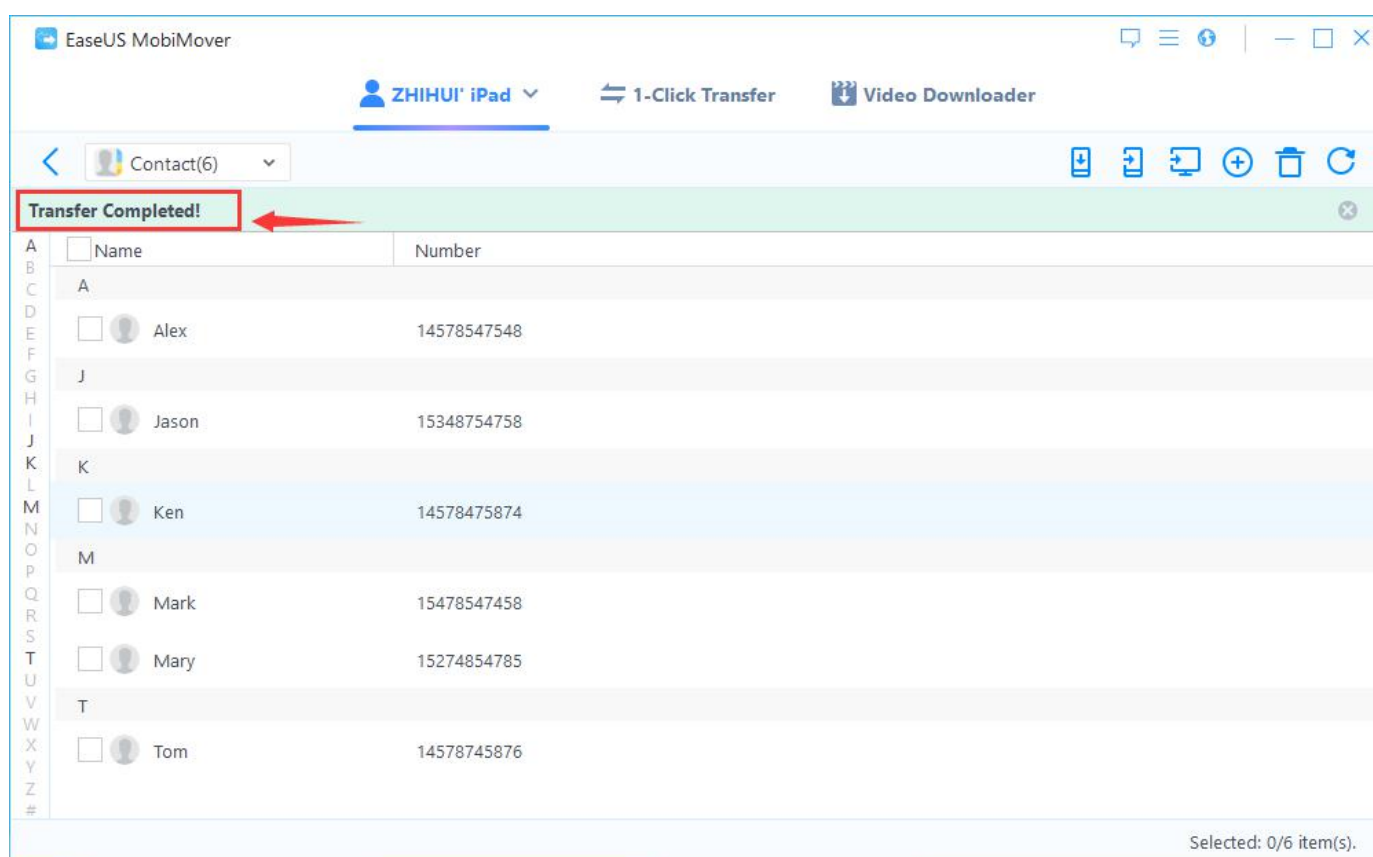 EaseUS MobiMover
ZHIHUI' iPad
1-Click Transfer
Video Downloader
Contact(6)
Transfer Completed!
Name Number
A
Alex 14578547548
J
Jason 15348754758
K
Ken 14578475874
M
Mark 15478547458
Mary 15274854785
T
Tom 14578745876
A
B
C
D
E
F
G
H
I
J
K
L
M
N
O
P
Q
R
S
T
U
V
W
X
Y
Z
#
Selected: 0/6 item(s).